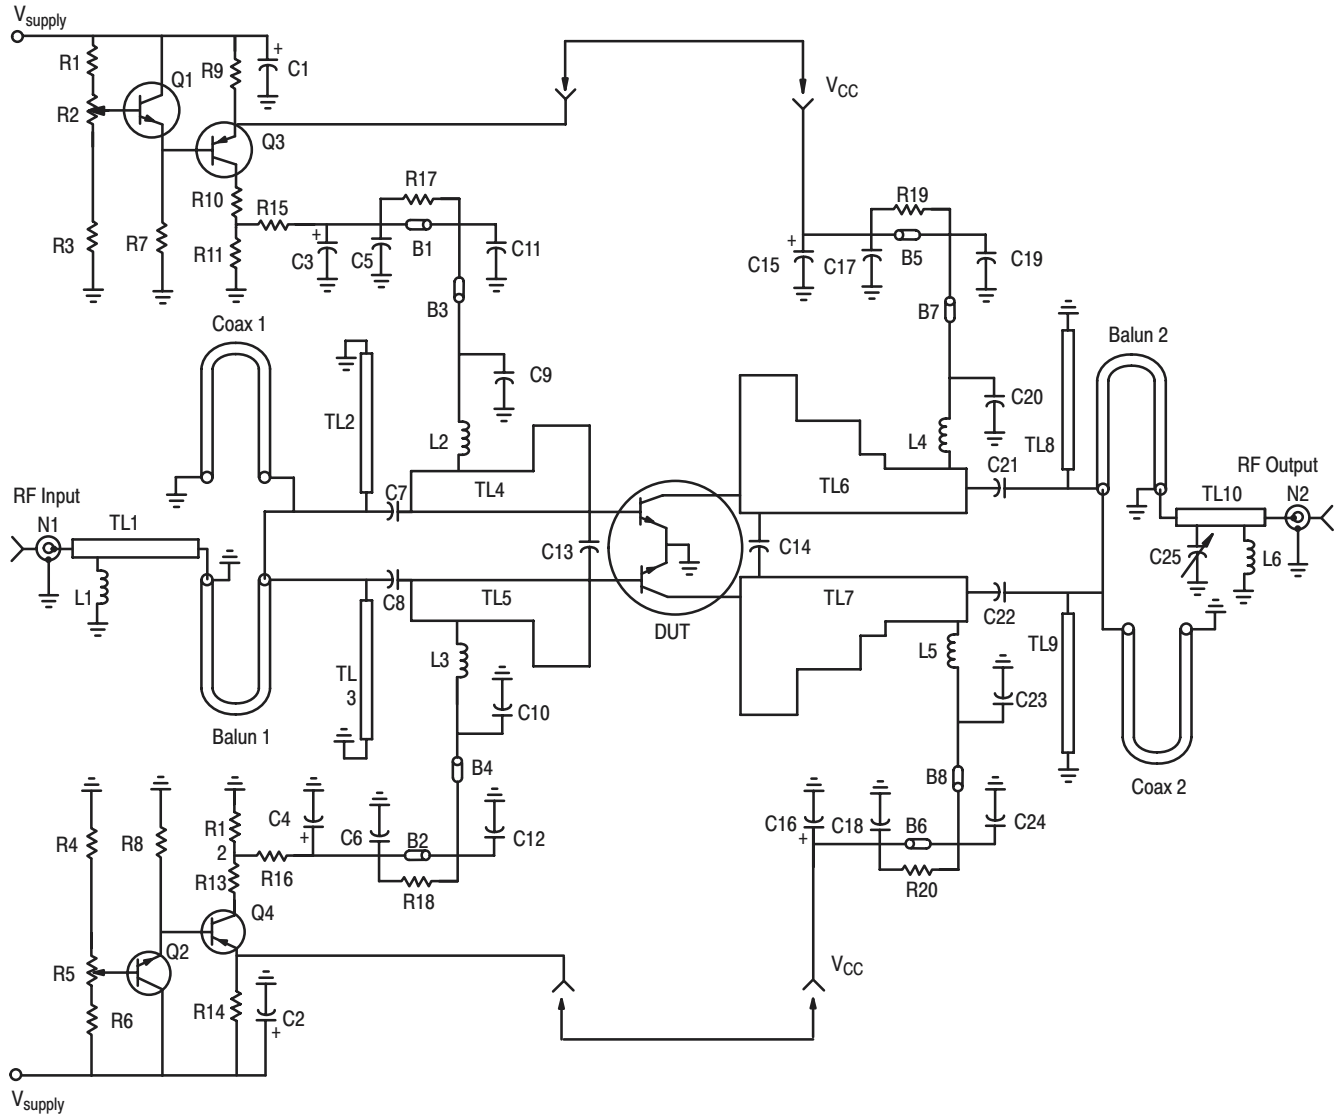 Vsupply
R1
Q1
R9
C1
VCC
R2
Q3
R17
R10
R15
R19
R3
R7
R11
C3
C5
B1
C11
C15
C17
B5
C19
B3
B7
Coax 1
Balun 2
C9
C20
TL2
L2
L4
TL8
C21
RF Input
RF Output
C7
TL4
TL6
TL10
N2
N1
TL1
C13
C14
C25
L6
L1
C8
TL5
TL7
C22
DUT
L3
L5
TL9
TL
3
C10
C23
Balun 1
B4
B8
Coax 2
R4
R8
R1
2
C4
C6
B2
C12
C16
C18
B6
C24
R13
R16
R18
R20
Q4
Q2
R5
VCC
R14
C2
R6
Vsupply
+
+
+
+
+
+